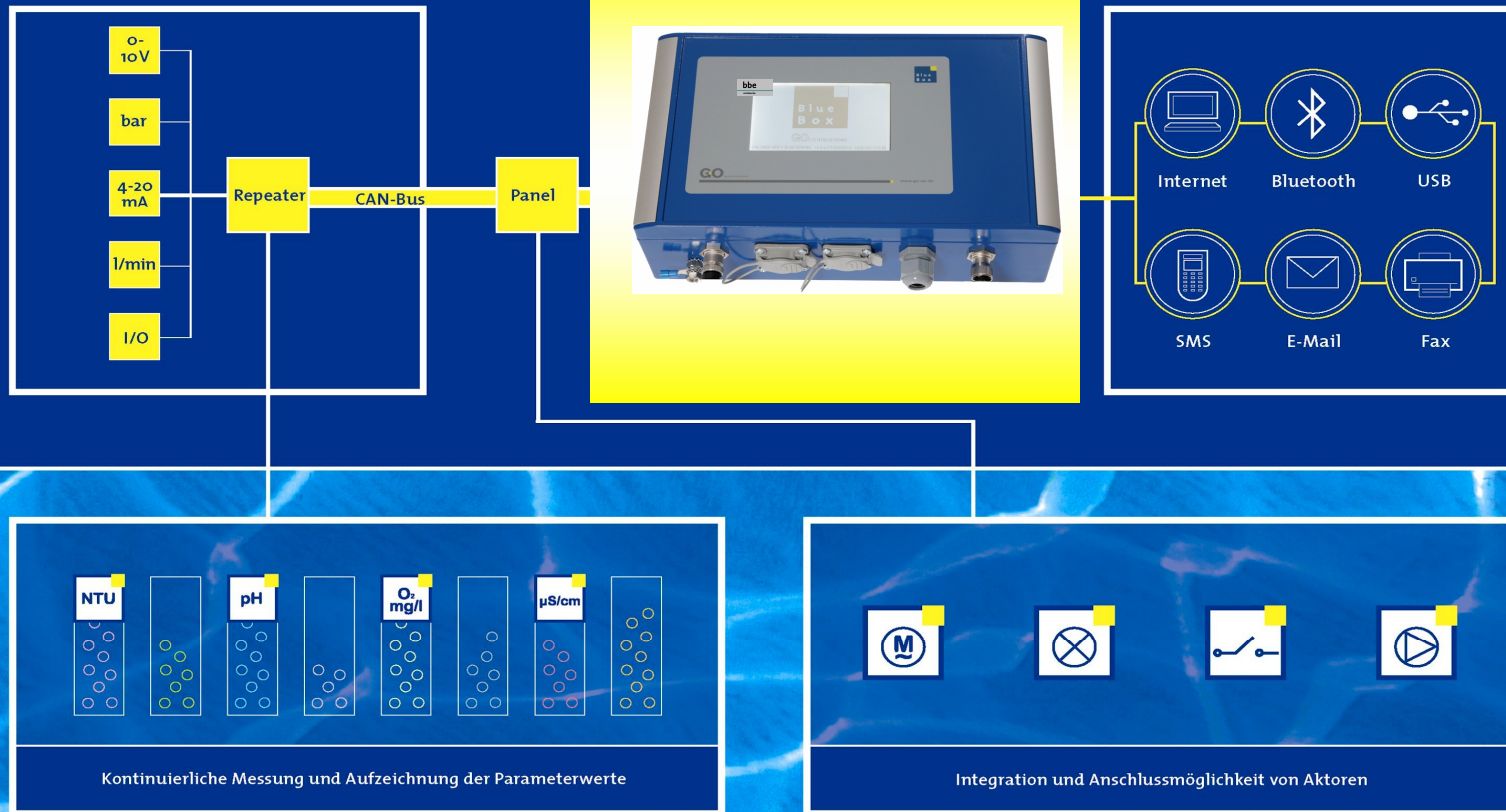 0-
10V
bar
4-20
mA
l/min
I/O
Repeater
CAN-Bus
Panel
bbe
Blue
Box
GO
Blue
Box
GO
Internet
Bluetooth
USB
SMS
E-Mail
Fax
NTU
pH
O₂
mg/l
µS/cm
Kontinuierliche Messung und Aufzeichnung der Parameterwerte
M
Integration und Anschlussmöglichkeit von Aktoren